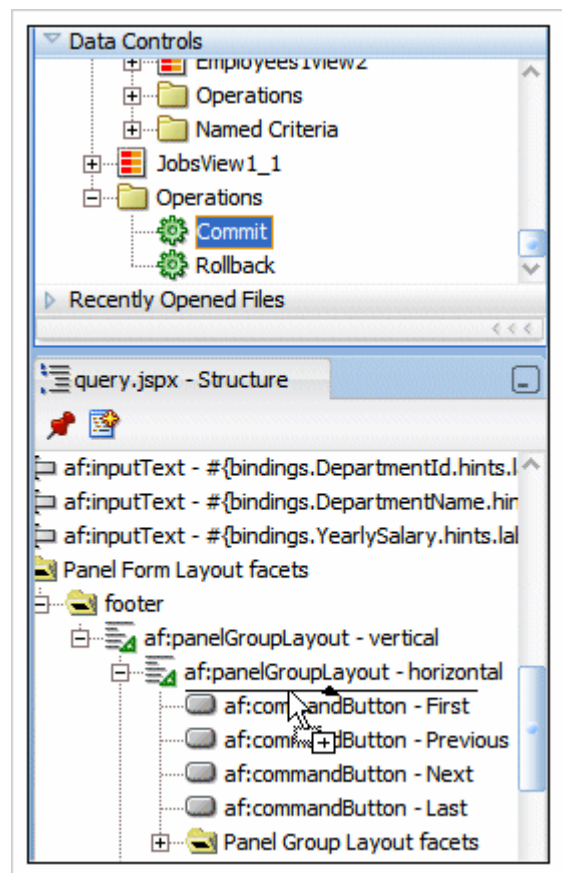 Data Controls
Employees1View2
Operations
Named Criteria
JobsView1_1
Operations
Commit
Rollback
Recently Opened Files
query.jspx - Structure
af:inputText - #{bindings.DepartmentId.hints.l
af:inputText - #{bindings.DepartmentName.hin
af:inputText - #{bindings.YearlySalary.hints.lal
Panel Form Layout facets
footer
af:panelGroupLayout - vertical
af:panelGroupLayout - horizontal
af:commandButton - First
af:commandButton - Previous
af:commandButton - Next
af:commandButton - Last
Panel Group Layout facets